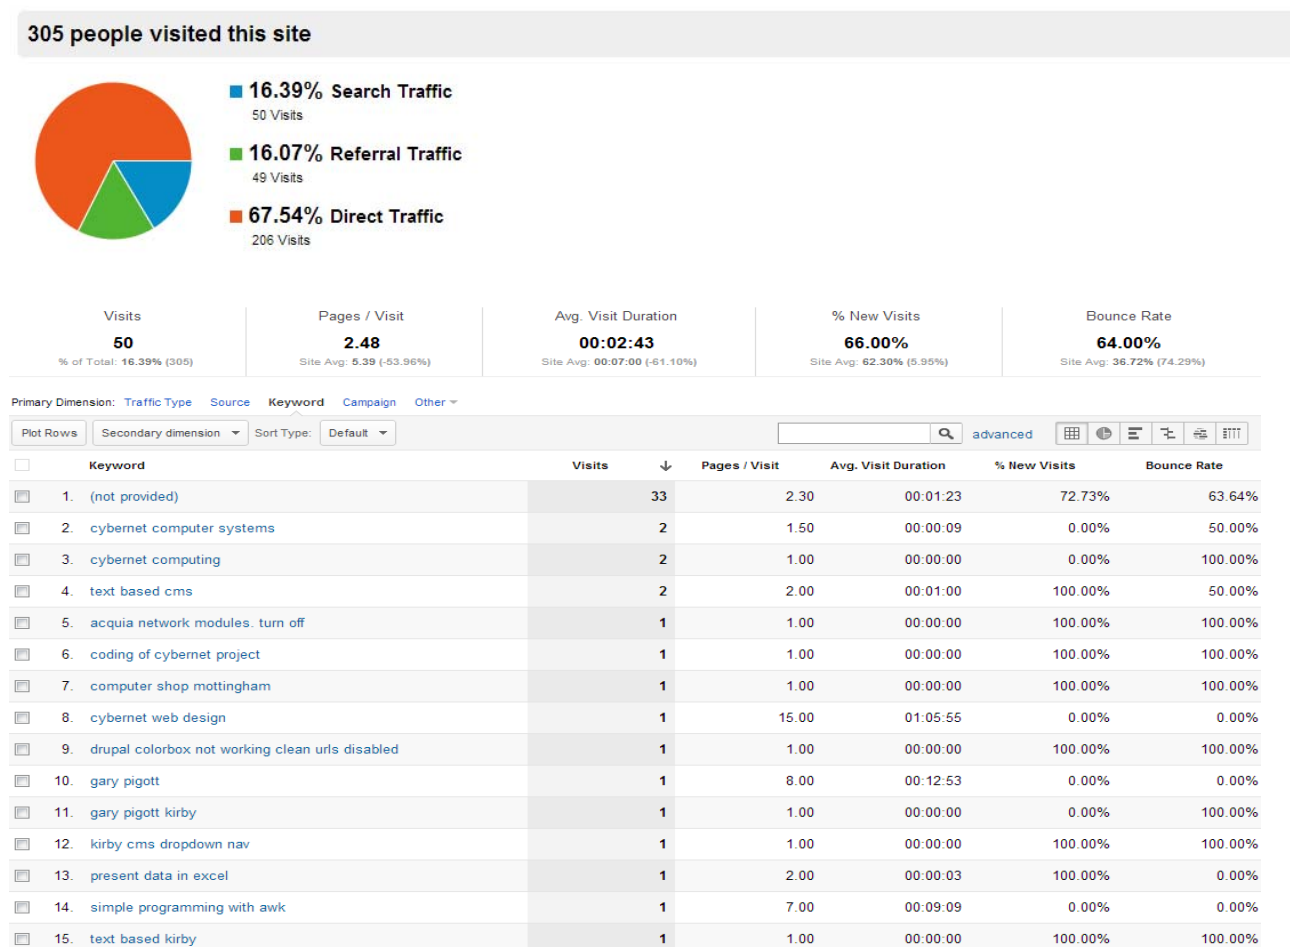 305 people visited this site
16.39% Search Traffic
50 Visits
16.07% Referral Traffic
49 Visits
67.54% Direct Traffic
206 Visits
Visits Pages / Visit Avg. Visit Duration % New Visits Bounce Rate
50 2.48 00:02:43 66.00% 64.00%
% of Total: 16.39% (305) Site Avg: 5.39 (-53.96%) Site Avg: 00:07:00 (-61.10%) Site Avg: 62.30% (5.95%) Site Avg: 36.72% (74.29%)
Primary Dimension: Traffic Type Source Keyword Campaign Other
Plot Rows Secondary dimension Sort Type: Default advanced
Keyword Visits Pages / Visit Avg. Visit Duration % New Visits Bounce Rate
1. (not provided) 33 2.30 00:01:23 72.73% 63.64%
2. cybernet computer systems 2 1.50 00:00:09 0.00% 50.00%
3. cybernet computing 2 1.00 00:00:00 0.00% 100.00%
4. text based cms 2 2.00 00:01:00 100.00% 50.00%
5. acquia network modules. turn off 1 1.00 00:00:00 100.00% 100.00%
6. coding of cybernet project 1 1.00 00:00:00 100.00% 100.00%
7. computer shop mottingham 1 1.00 00:00:00 100.00% 100.00%
8. cybernet web design 1 15.00 01:05:55 0.00% 0.00%
9. drupal colorbox not working clean urls disabled 1 1.00 00:00:00 100.00% 100.00%
10. gary pigott 1 8.00 00:12:53 0.00% 0.00%
11. gary pigott kirby 1 1.00 00:00:00 0.00% 100.00%
12. kirby cms dropdown nav 1 1.00 00:00:00 100.00% 100.00%
13. present data in excel 1 2.00 00:00:03 100.00% 0.00%
14. simple programming with awk 1 7.00 00:09:09 0.00% 0.00%
15. text based kirby 1 1.00 00:00:00 100.00% 100.00%